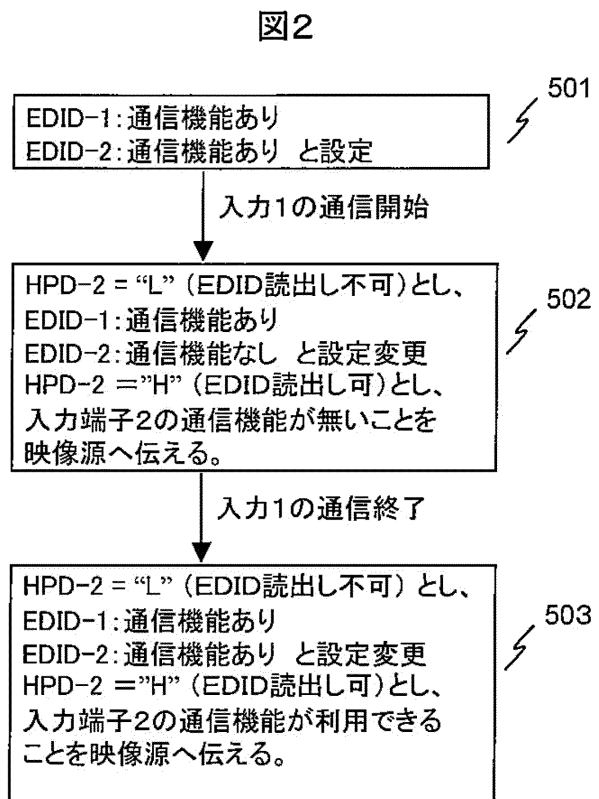 図2
501
EDID-1:通信機能あり
EDID-2:通信機能あり と設定
入力1の通信開始
502
HPD-2 = “L” (EDID読出し不可)とし、
EDID-1:通信機能あり
EDID-2:通信機能なし と設定変更
HPD-2 =”H” (EDID読出し可)とし、
入力端子2の通信機能が無いことを
映像源へ伝える。
入力1の通信終了
503
HPD-2 = “L” (EDID読出し不可) とし、
EDID-1:通信機能あり
EDID-2:通信機能あり と設定変更
HPD-2 =”H” (EDID読出し可)とし、
入力端子2の通信機能が利用できる
ことを映像源へ伝える。